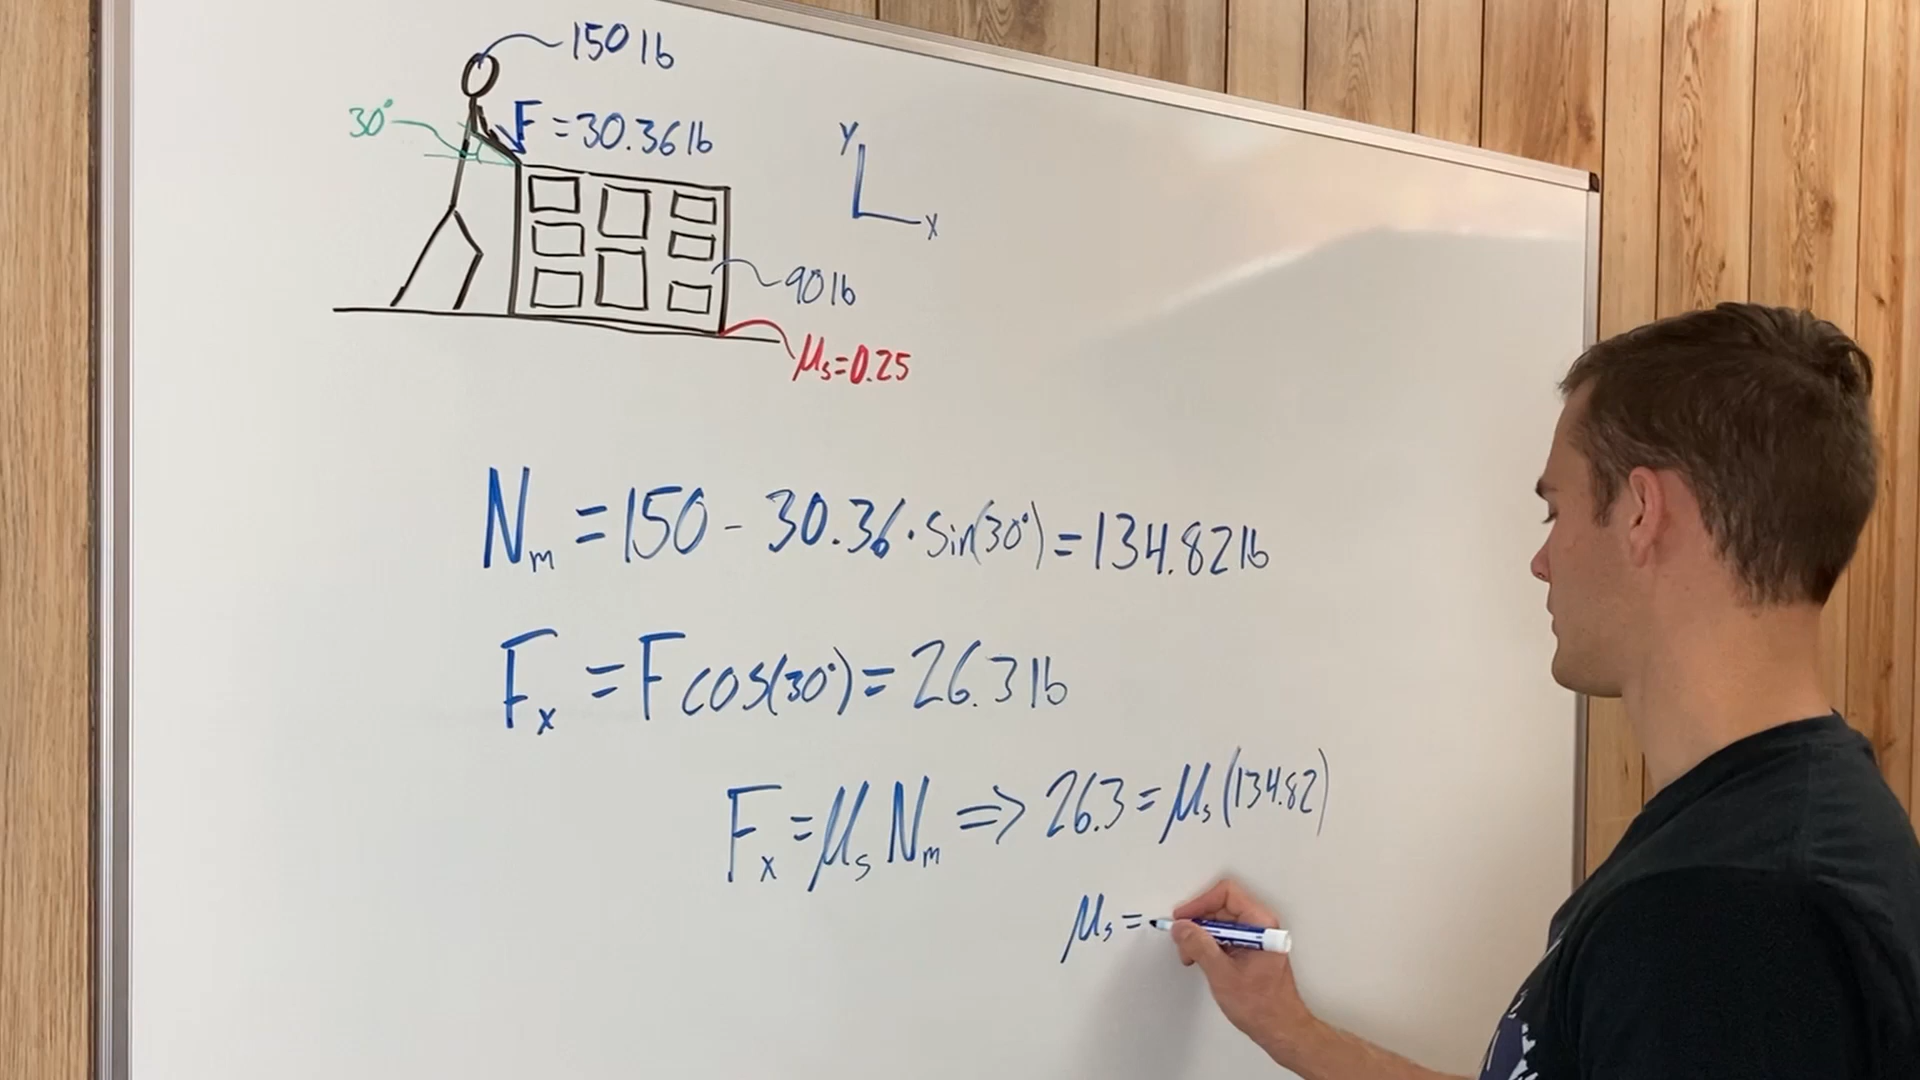 150 lb
30°
F = 30.36 lb
Y
X
90 lb
μs=0.25
Nm = 150 - 30.36 · sin(30°) = 134.82 lb
Fx = F cos(30°) = 26.3 lb
Fx = μs Nm => 26.3 = μs (134.82)
μs =